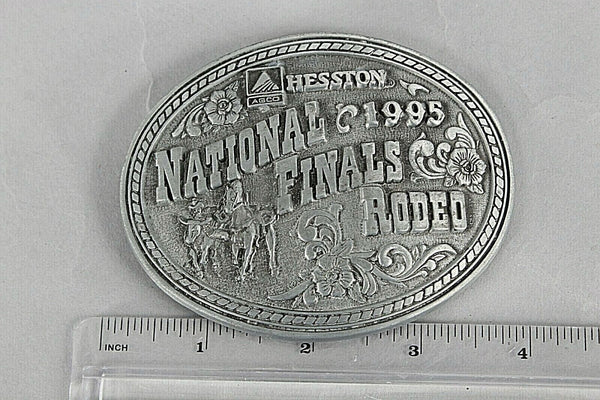 HESSTON
AGCO
1995
NATIONAL
FINALS
RODEO
INCH 1 2 3 4